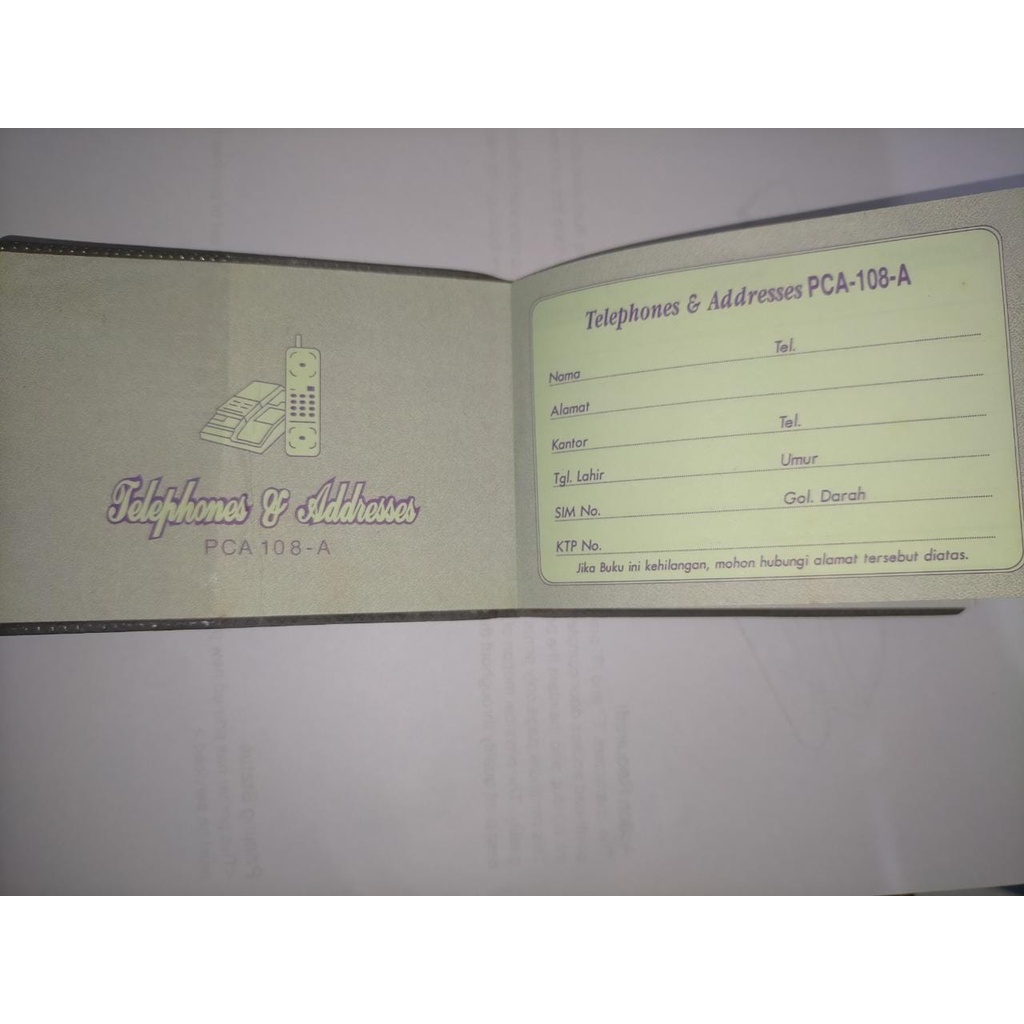 Telephones & Addresses
PCA 108-A
Telephones & Addresses PCA-108-A
Nama Tel.
Alamat
Kantor Tel.
Tgl. Lahir Umur
SIM No. Gol. Darah
KTP No.
Jika Buku ini kehilangan, mohon hubungi alamat tersebut diatas.